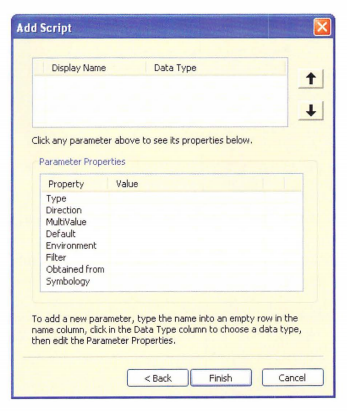 Add Script
Display Name Data Type
Click any parameter above to see its properties below.
Parameter Properties
Property Value
Type
Direction
MultiValue
Default
Environment
Filter
Obtained from
Symbology
To add a new parameter, type the name into an empty row in the
name column, click in the Data Type column to choose a data type,
then edit the Parameter Properties.
< Back Finish Cancel